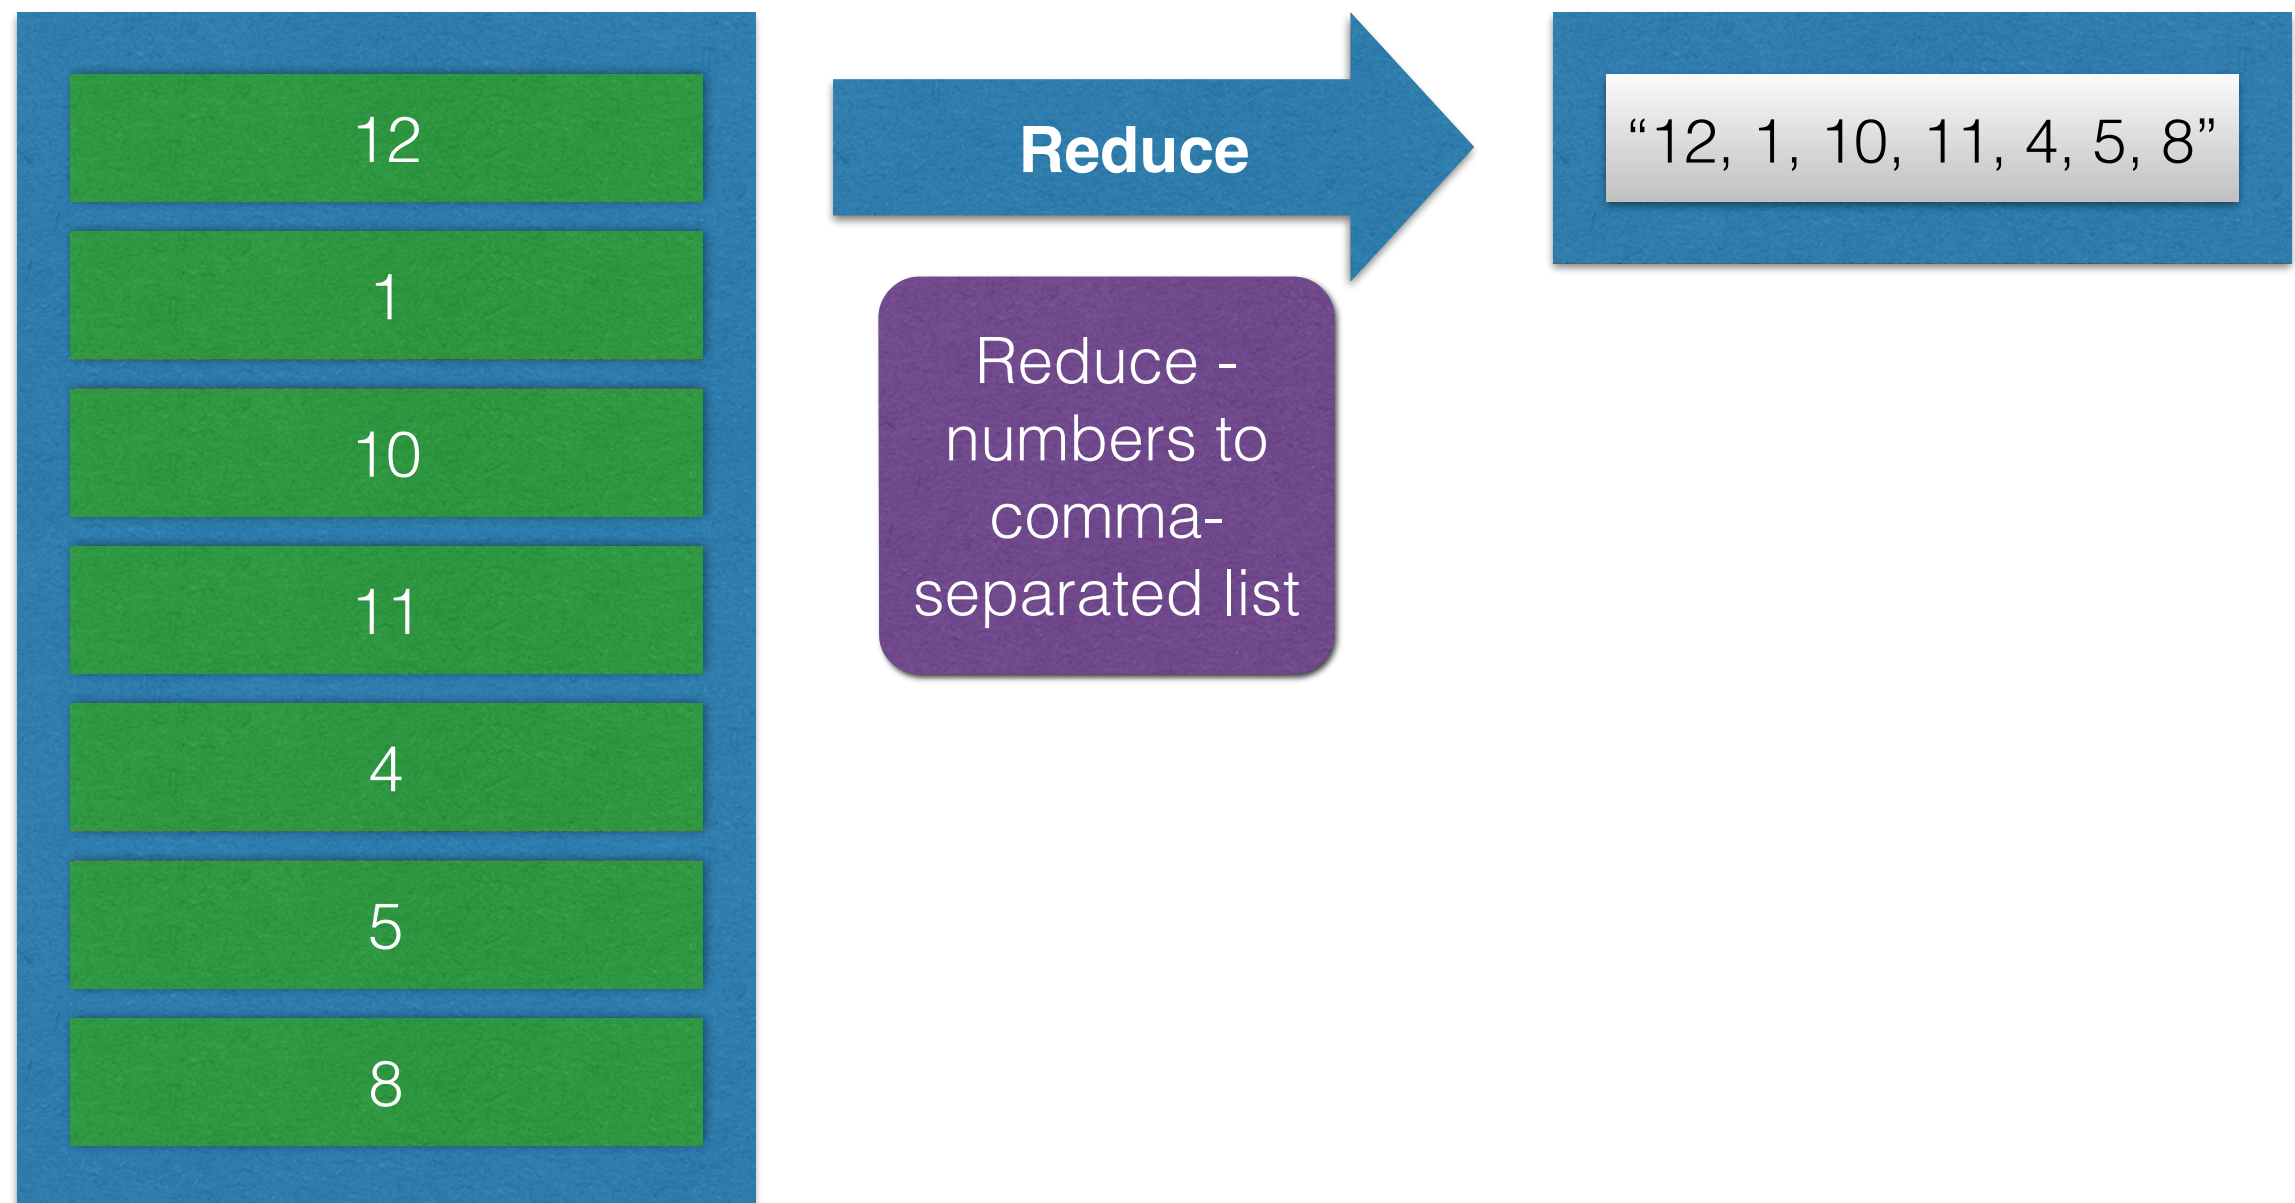 12
1
10
11
4
5
8
Reduce
Reduce -
numbers to
comma-
separated list
“12, 1, 10, 11, 4, 5, 8”